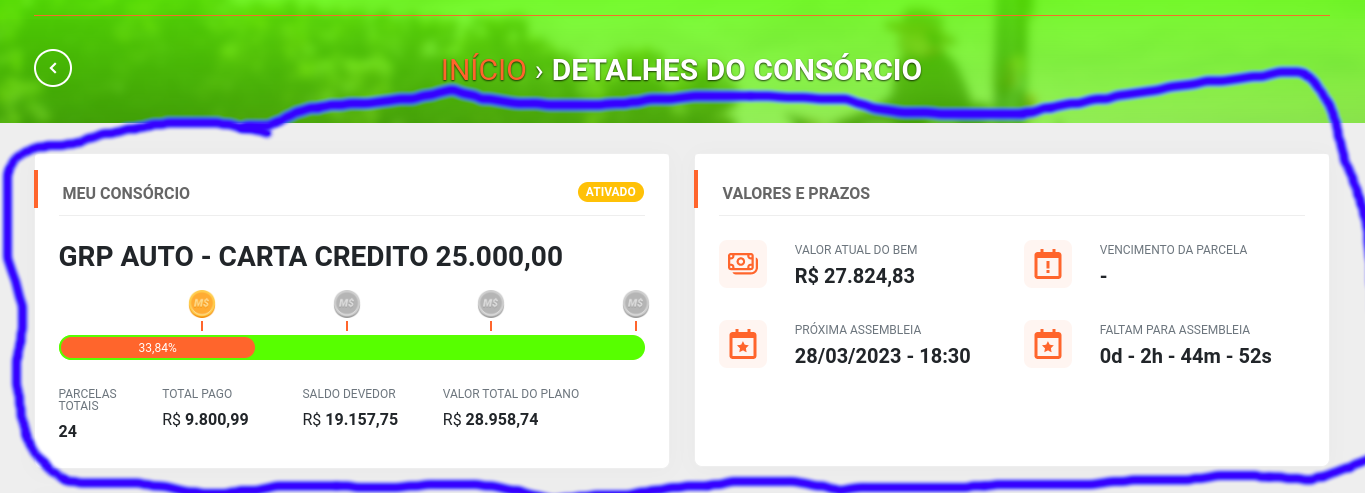 INÍCIO › DETALHES DO CONSÓRCIO
MEU CONSÓRCIO
ATIVADO
GRP AUTO - CARTA CREDITO 25.000,00
M$ M$ M$ M$
33,84%
PARCELAS
TOTAIS
24
TOTAL PAGO
R$ 9.800,99
SALDO DEVEDOR
R$ 19.157,75
VALOR TOTAL DO PLANO
R$ 28.958,74
VALORES E PRAZOS
VALOR ATUAL DO BEM
R$ 27.824,83
VENCIMENTO DA PARCELA
-
PRÓXIMA ASSEMBLEIA
28/03/2023 - 18:30
FALTAM PARA ASSEMBLEIA
0d - 2h - 44m - 52s